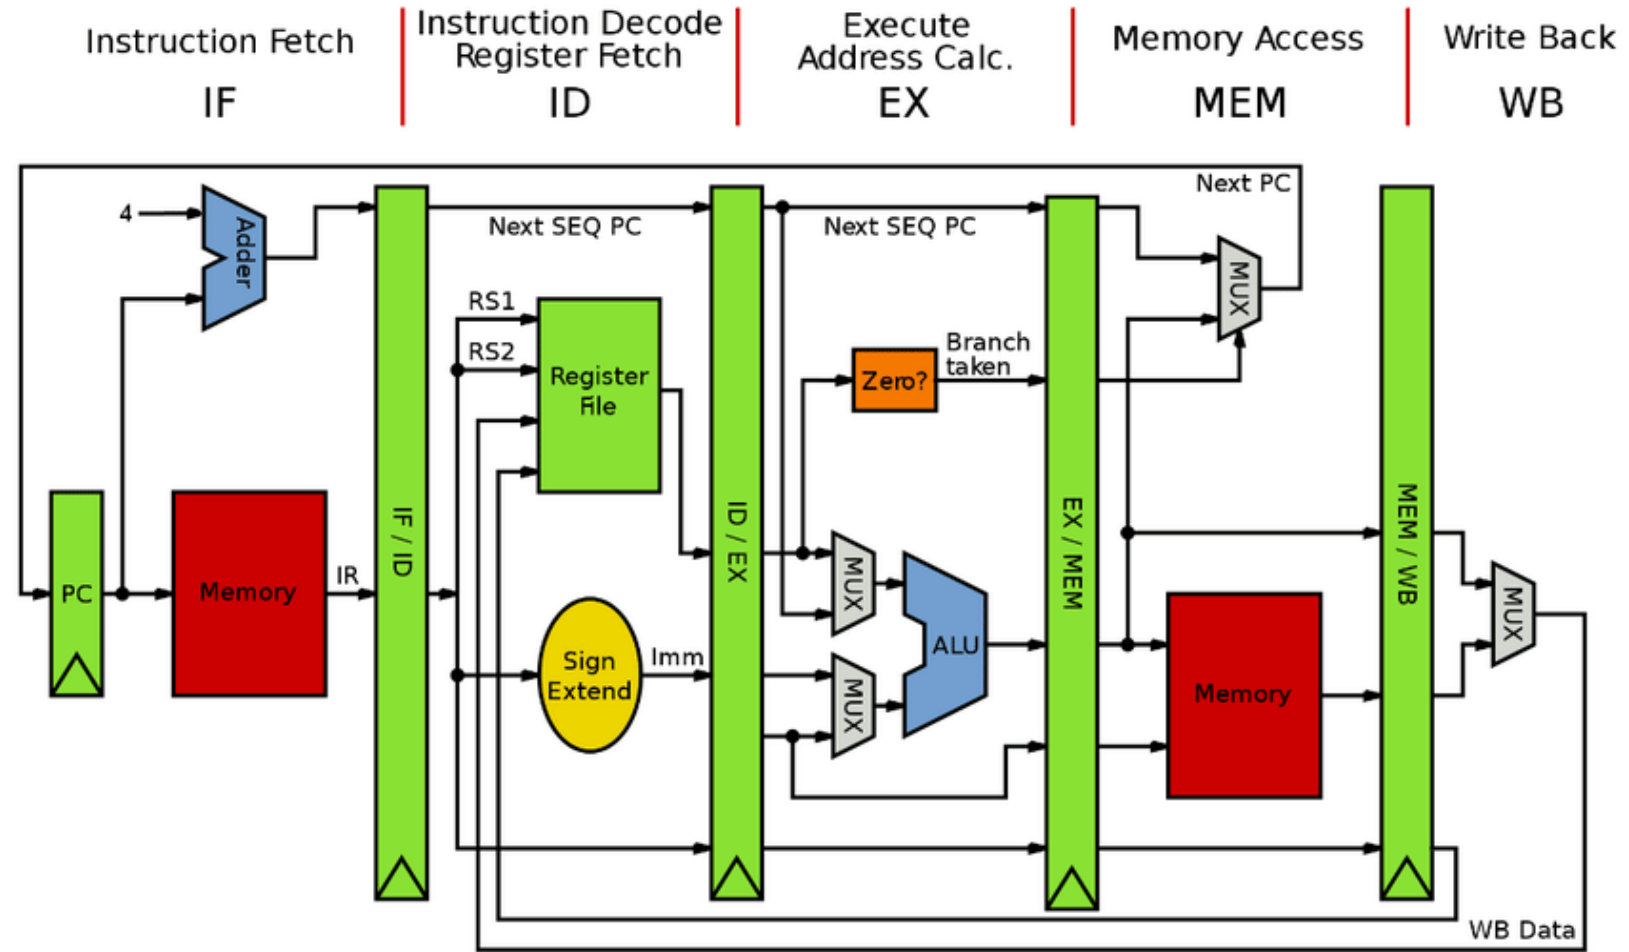 Instruction Fetch
IF
Instruction Decode
Register Fetch
ID
Execute
Address Calc.
EX
Memory Access
MEM
Write Back
WB
Next PC
4
Adder
Next SEQ PC
Next SEQ PC
MUX
RS1
RS2
Register
File
Branch
taken
Zero?
PC
Memory
IR
IF / ID
ID / EX
EX / MEM
MEM / WB
MUX
MUX
ALU
MUX
Sign
Extend
Imm
Memory
WB Data